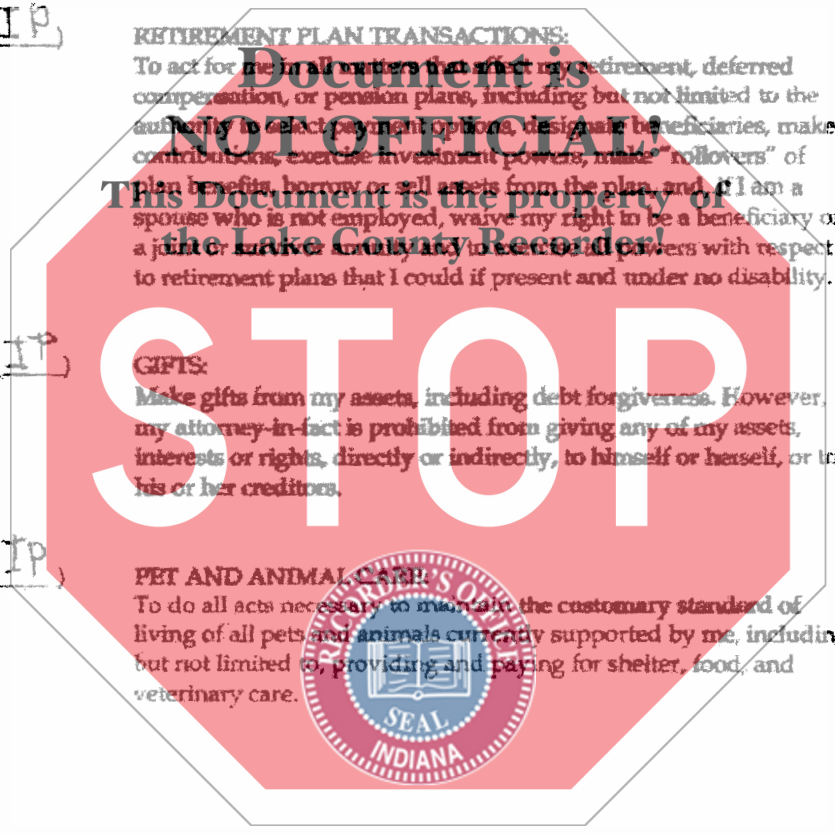 IP
RETIREMENT PLAN TRANSACTIONS:
To act for me in all matters that affect my retirement, deferred
compensation, or pension plans, including but not limited to the
authority to select payment options, designate beneficiaries, make
contributions, exercise investment powers, make "rollovers" of
plan benefits, borrow or sell assets from the plan, and, if I am a
spouse who is not employed, waive my right to be a beneficiary
a joint or survivor annuity and to exercise all powers with respect
to retirement plans that I could if present and under no disability.
Document is
NOT OFFICIAL!
This Document is the property of
the Lake County Recorder!
STOP
IP
GIFTS:
Make gifts from my assets, including debt forgiveness. However,
my attorney-in-fact is prohibited from giving any of my assets,
interests or rights, directly or indirectly, to himself or herself, or
his or her creditors.
IP
PET AND ANIMAL CARE:
To do all acts necessary to maintain the customary standard of
living of all pets and animals currently supported by me, includin
but not limited to, providing and paying for shelter, food, and
veterinary care.
RECORDER'S OFFICE
SEAL
INDIANA